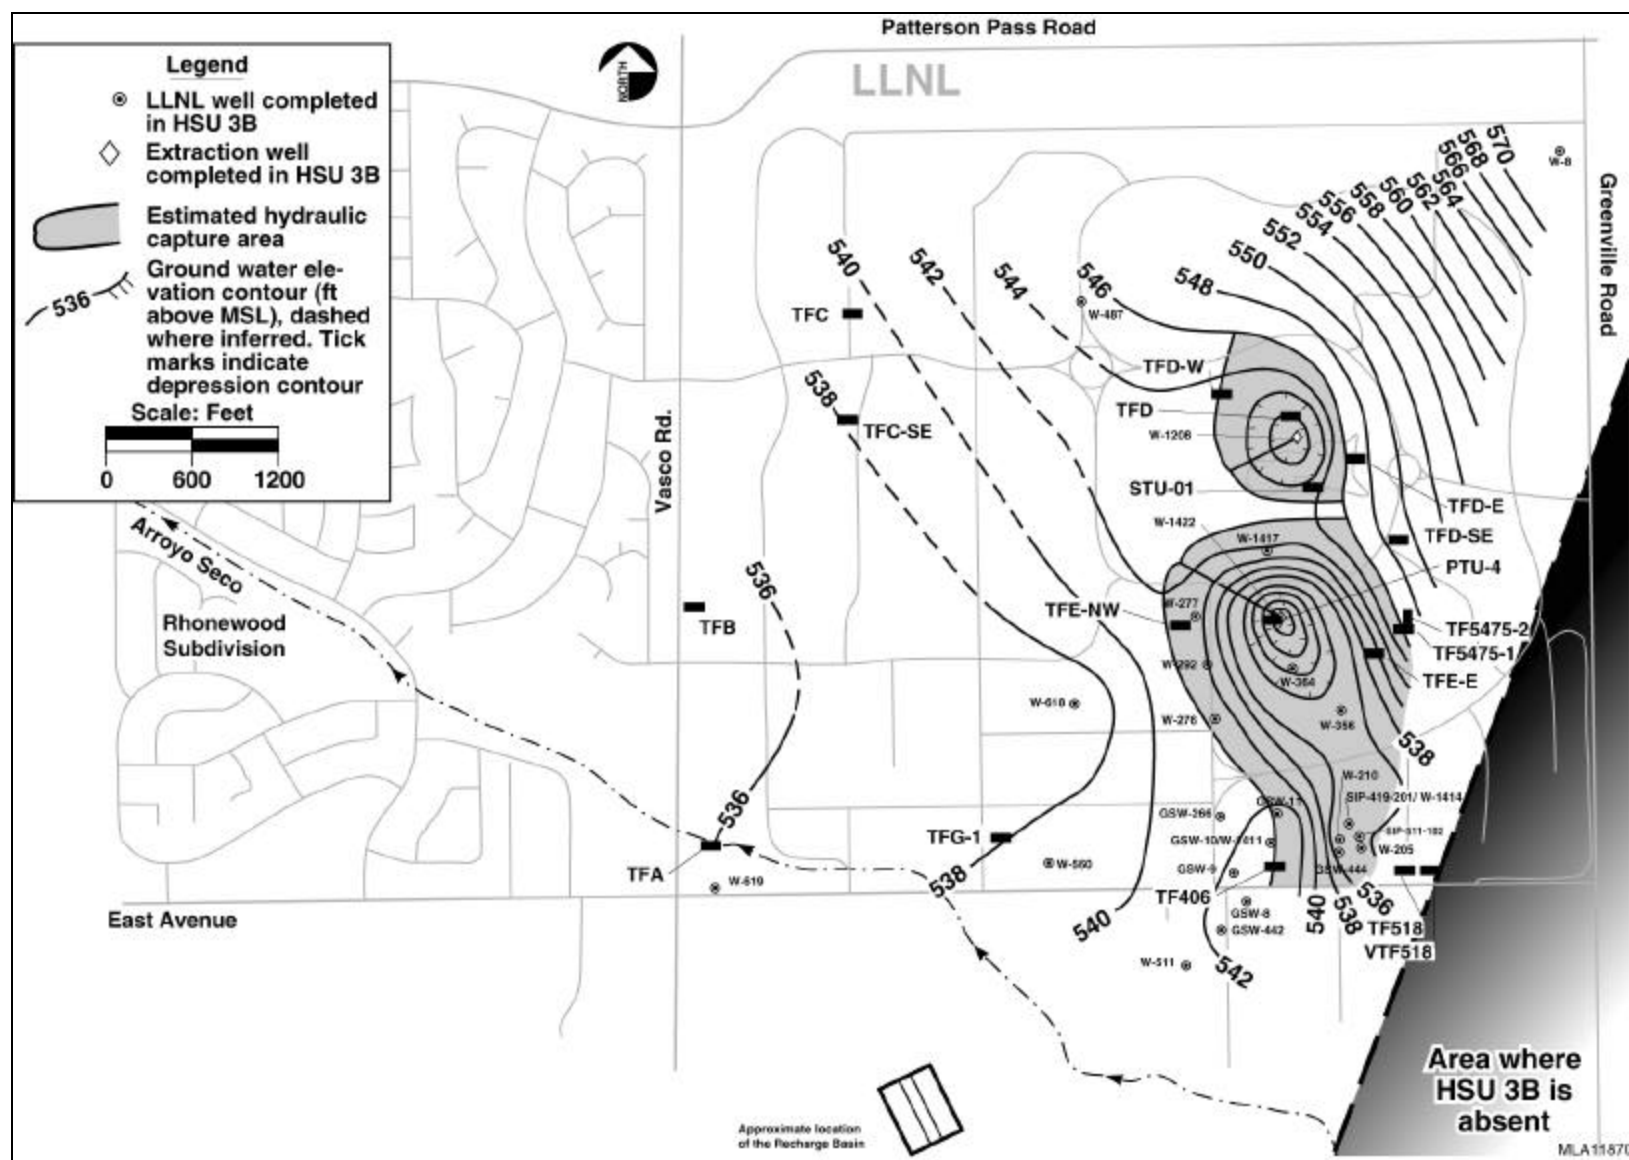 Patterson Pass Road
LLNL
NORTH
Legend
LLNL well completed
in HSU 3B
Extraction well
completed in HSU 3B
Estimated hydraulic
capture area
536
Ground water ele-
vation contour (ft
above MSL), dashed
where inferred. Tick
marks indicate
depression contour
Scale: Feet
0 600 1200
Greenville Road
Vasco Rd.
W-8
570
568
566
564
562
560
558
556
554
552
550
548
546
544
542
540
W-487
TFC
TFD-W
538
TFD
TFC-SE
W-1208
STU-01
TFD-E
W-1422
TFD-SE
W-1417
PTU-4
Arroyo Seco
536
W-277
TFE-NW
Rhonewood
Subdivision
TFB
TF5475-2
TF5475-1
W-292
W-364
TFE-E
W-618
W-276
W-356
538
W-210
SIP-419-201/ W-1414
536
GSW-266
GSW-11
TFG-1
GSW-10/W-1411
SIP-511-102
W-205
TFA
W-560
GSW-9
GSW-444
W-619
538
TF406
540
538
536
East Avenue
540
GSW-8
TF518
GSW-442
VTF518
W-511
542
Area where
HSU 3B is
absent
Approximate location
of the Recharge Basin
MLA11870